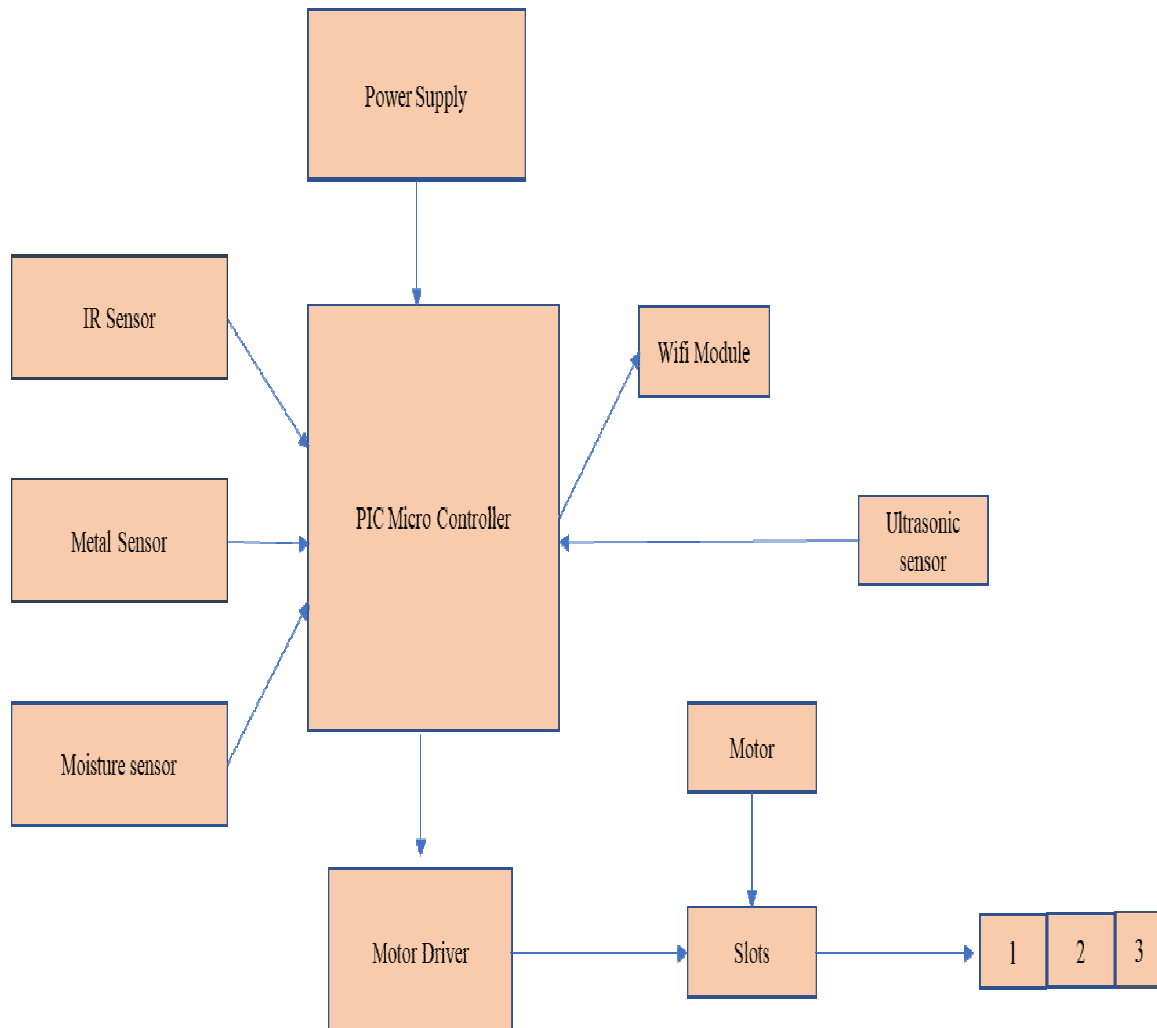 Power Supply
IR Sensor
Wifi Module
PIC Micro Controller
Ultrasonic
sensor
Metal Sensor
Moisture sensor
Motor
Motor Driver
Slots
1
2
3